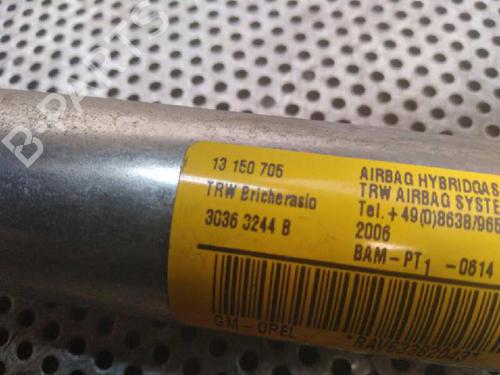 B-PARTS
13 150 705
TRW Bricherasio
3036 3244 B
AIRBAG HYBRIDGAS
TRW AIRBAG SYSTE
Tel. +49(0)8638/965
2006
BAM-PT1 -0614
GM-OPEL